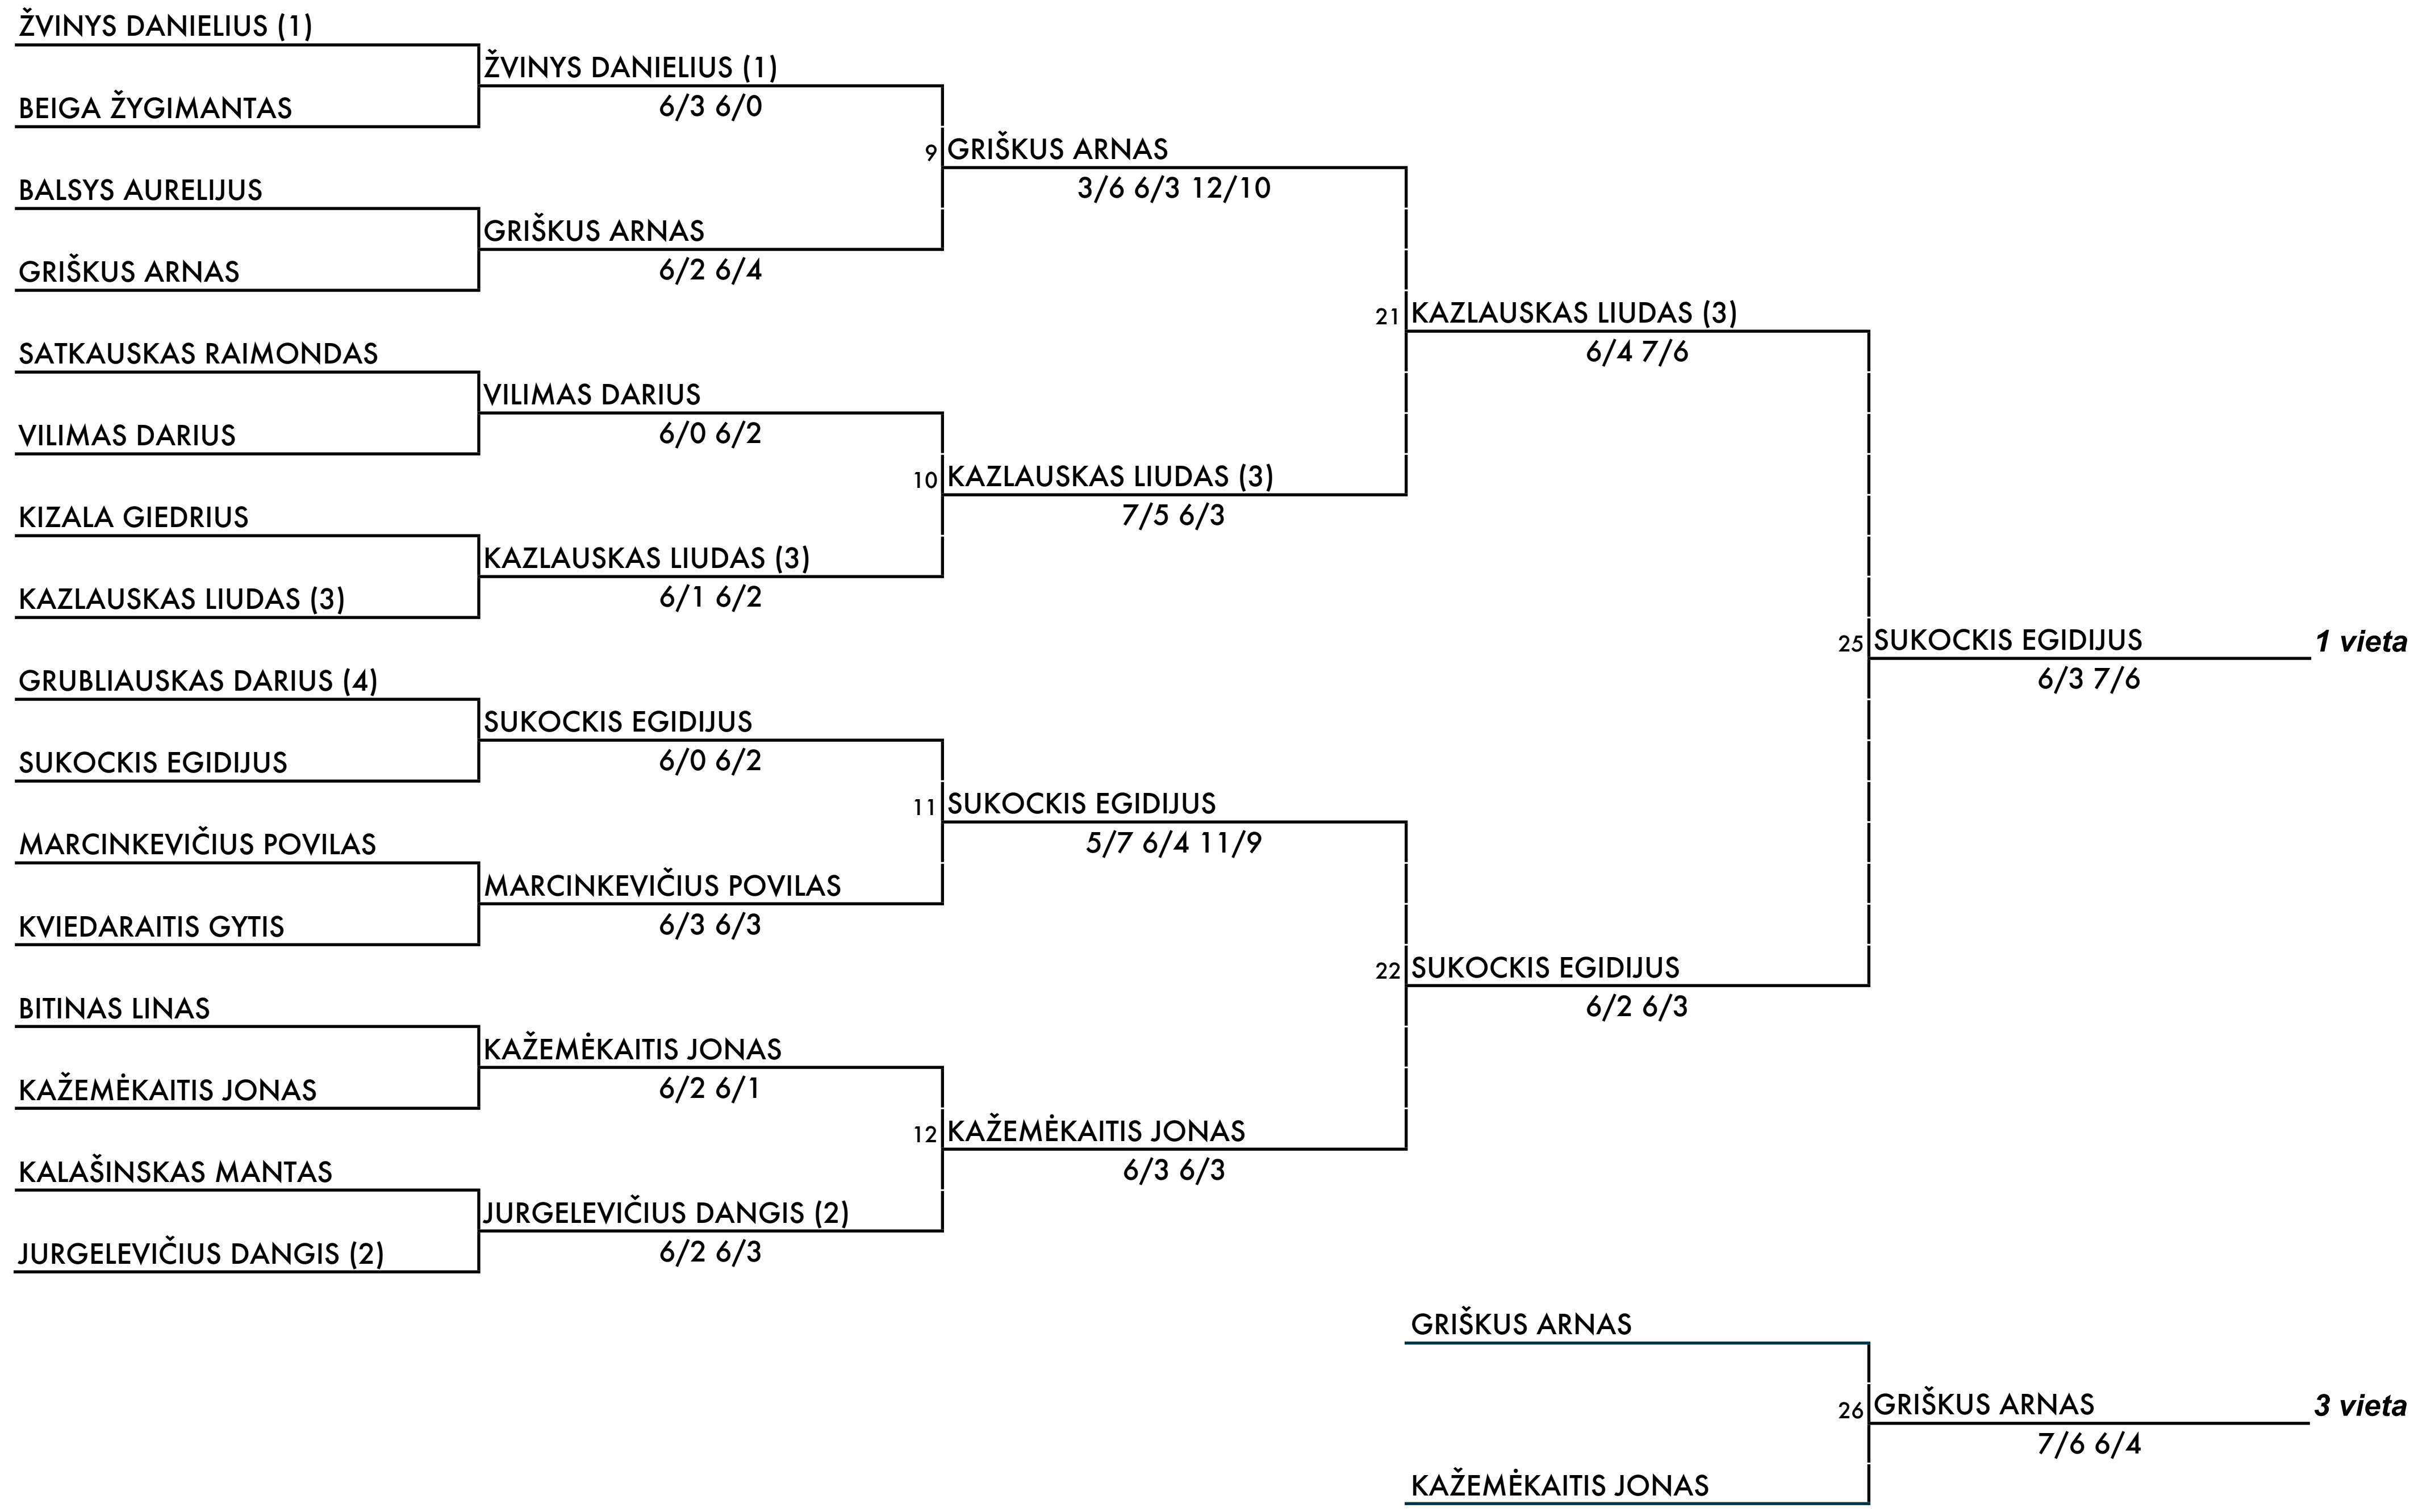 ŽVINYS DANIELIUS (1)
ŽVINYS DANIELIUS (1)
6/3 6/0
BEIGA ŽYGIMANTAS
9 GRIŠKUS ARNAS
3/6 6/3 12/10
BALSYS AURELIJUS
GRIŠKUS ARNAS
6/2 6/4
GRIŠKUS ARNAS
21 KAZLAUSKAS LIUDAS (3)
6/4 7/6
SATKAUSKAS RAIMONDAS
VILIMAS DARIUS
6/0 6/2
VILIMAS DARIUS
10 KAZLAUSKAS LIUDAS (3)
7/5 6/3
KIZALA GIEDRIUS
KAZLAUSKAS LIUDAS (3)
6/1 6/2
KAZLAUSKAS LIUDAS (3)
25 SUKOCKIS EGIDIJUS 1 vieta
6/3 7/6
GRUBLIAUSKAS DARIUS (4)
SUKOCKIS EGIDIJUS
6/0 6/2
SUKOCKIS EGIDIJUS
11 SUKOCKIS EGIDIJUS
5/7 6/4 11/9
MARCINKEVIČIUS POVILAS
MARCINKEVIČIUS POVILAS
6/3 6/3
KVIEDARAITIS GYTIS
22 SUKOCKIS EGIDIJUS
6/2 6/3
BITINAS LINAS
KAŽEMĖKAITIS JONAS
6/2 6/1
KAŽEMĖKAITIS JONAS
12 KAŽEMĖKAITIS JONAS
6/3 6/3
KALAŠINSKAS MANTAS
JURGELEVIČIUS DANGIS (2)
6/2 6/3
JURGELEVIČIUS DANGIS (2)
GRIŠKUS ARNAS
26 GRIŠKUS ARNAS 3 vieta
7/6 6/4
KAŽEMĖKAITIS JONAS